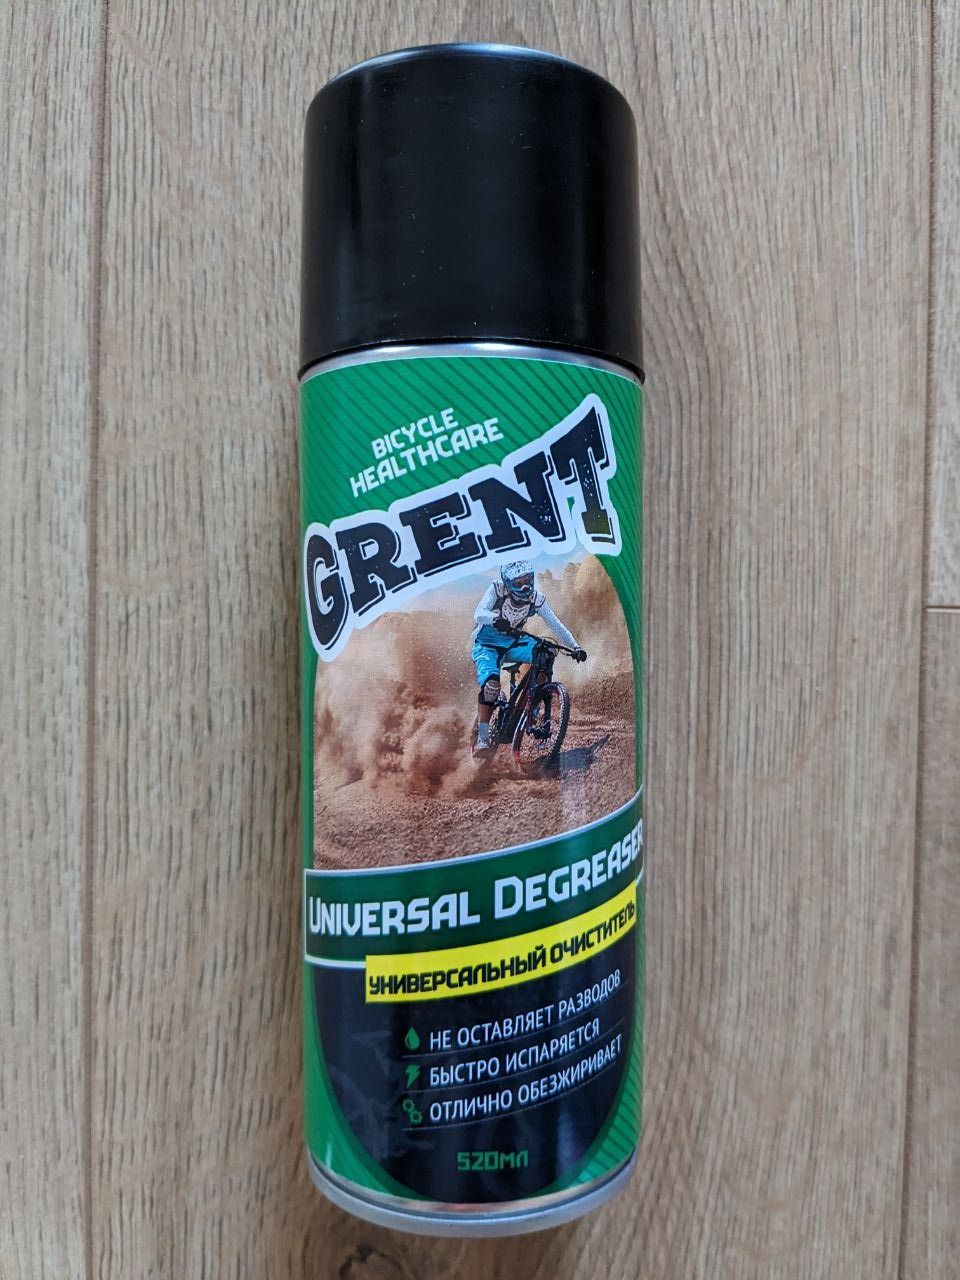 BICYCLE
HEALTHCARE
GRENT
UNIVERSAL DEGREASER
УНИВЕРСАЛЬНЫЙ ОЧИСТИТЕЛЬ
НЕ ОСТАВЛЯЕТ РАЗВОДОВ
БЫСТРО ИСПАРЯЕТСЯ
ОТЛИЧНО ОБЕЗЖИРИВАЕТ
520МЛ